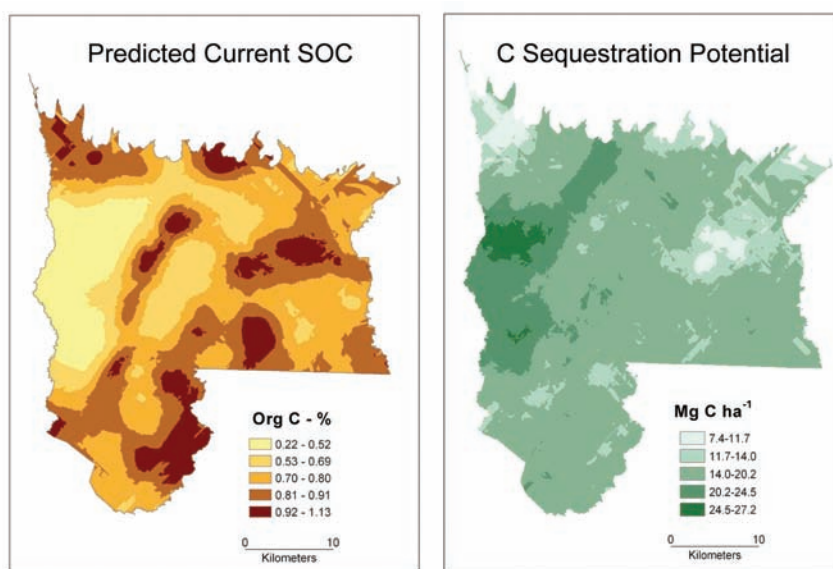 Predicted Current SOC
Org C - %
0.22 - 0.52
0.53 - 0.69
0.70 - 0.80
0.81 - 0.91
0.92 - 1.13
0 10
Kilometers
C Sequestration Potential
Mg C ha⁻¹
7.4-11.7
11.7-14.0
14.0-20.2
20.2-24.5
24.5-27.2
0 10
Kilometers